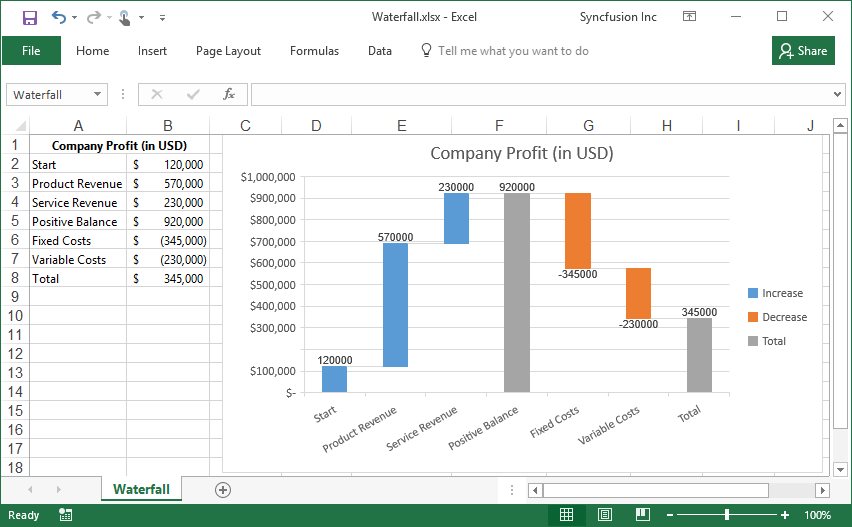 Waterfall.xlsx - Excel
Syncfusion Inc
File Home Insert Page Layout Formulas Data Tell me what you want to do Share
Waterfall fx
A B C D E F G H I J
1 Company Profit (in USD)
2 Start $ 120,000
3 Product Revenue $ 570,000
4 Service Revenue $ 230,000
5 Positive Balance $ 920,000
6 Fixed Costs $ (345,000)
7 Variable Costs $ (230,000)
8 Total $ 345,000
9
10
11
12
13
14
15
16
17
18
Company Profit (in USD)
$1,000,000
$900,000
$800,000
$700,000
$600,000
$500,000
$400,000
$300,000
$100,000
$-
120000
570000
230000
920000
-345000
-230000
345000
Start
Product Revenue
Service Revenue
Positive Balance
Fixed Costs
Variable Costs
Total
Increase
Decrease
Total
Waterfall
Ready
100%